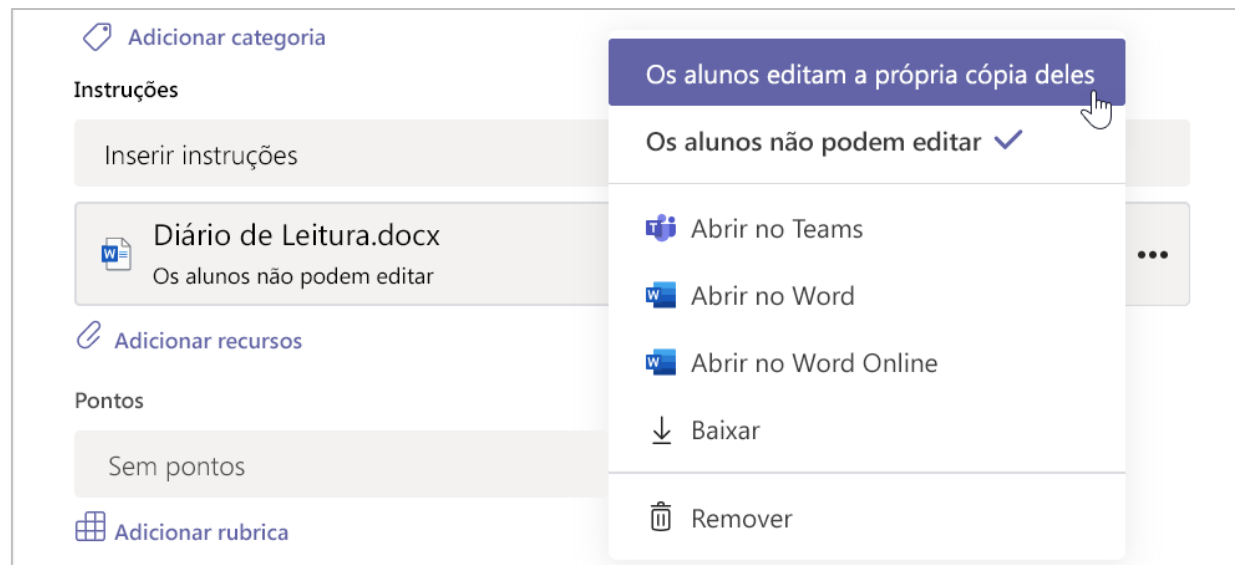 Adicionar categoria
Instruções
Inserir instruções
Diário de Leitura.docx
Os alunos não podem editar
Adicionar recursos
Pontos
Sem pontos
Adicionar rubrica
Os alunos editam a própria cópia deles
Os alunos não podem editar
Abrir no Teams
Abrir no Word
Abrir no Word Online
Baixar
Remover